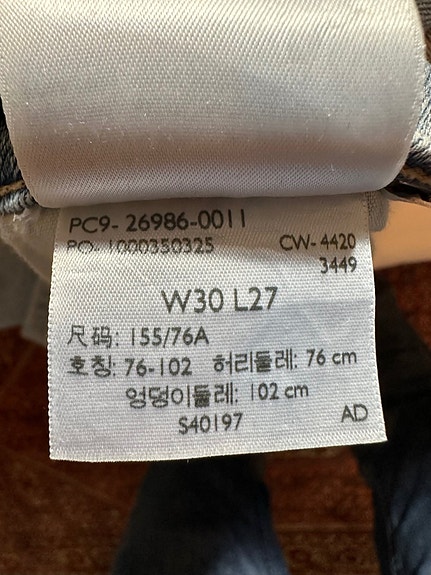 PC9- 26986-0011
PO- 1000350325 CW- 4420
3449
W30 L27
尺码: 155/76A
호칭: 76-102 허리둘레: 76 cm
엉덩이둘레: 102 cm
S40197 AD